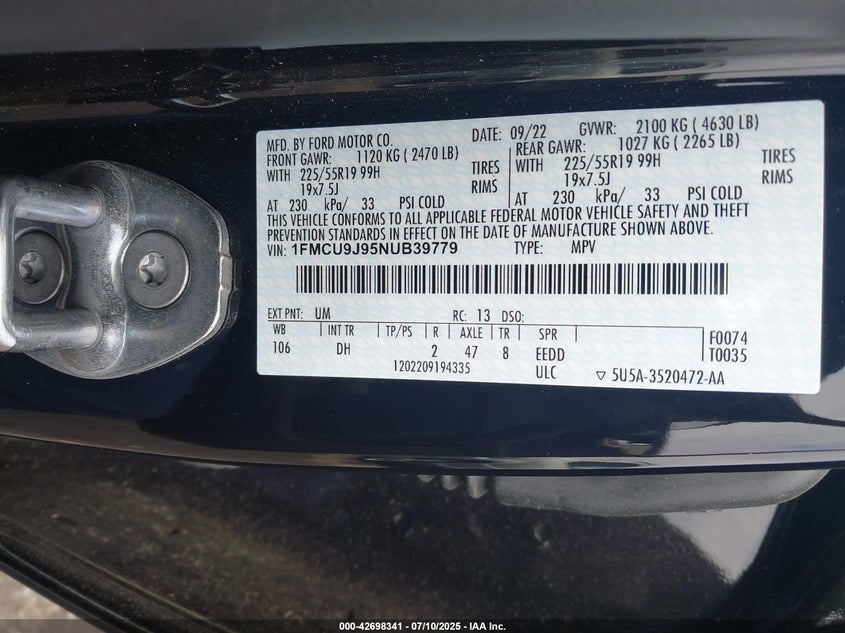 MFD. BY FORD MOTOR CO.
DATE: 09/22 GVWR: 2100 KG ( 4630 LB)
FRONT GAWR: 1120 KG ( 2470 LB)
REAR GAWR: 1027 KG ( 2265 LB)
WITH 225/55R19 99H TIRES
WITH 225/55R19 99H TIRES
19x7.5J RIMS
19x7.5J RIMS
AT 230 kPa/ 33 PSI COLD
AT 230 kPa/ 33 PSI COLD
THIS VEHICLE CONFORMS TO ALL APPLICABLE FEDERAL MOTOR VEHICLE SAFETY AND THEFT
PREVENTION STANDARDS IN EFFECT ON THE DATE OF MANUFACTURE SHOWN ABOVE.
VIN: 1FMCU9J95NUB39779 TYPE: MPV
EXT PNT: UM RC: 13 DSO:
WB INT TR TP/PS R AXLE TR SPR
106 DH 2 47 8 EEDD
F0074
T0035
1202209194335 ULC ▽ 5U5A-3520472-AA
000-42698341 / 07/10/2025 - IAA Inc.